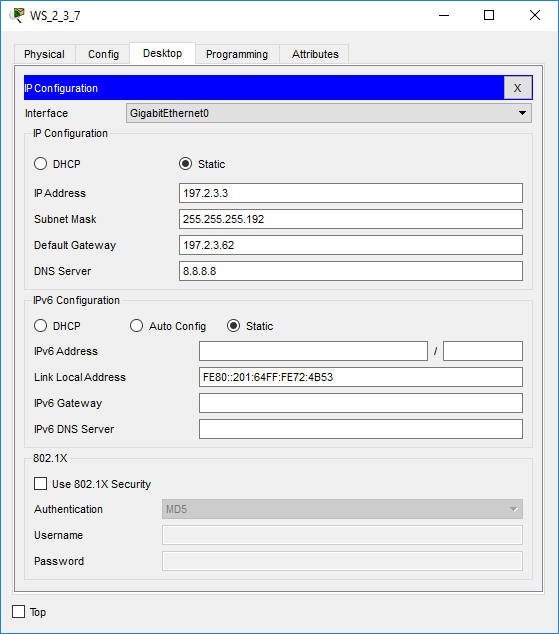 WS_2_3_7
Physical Config Desktop Programming Attributes
IP Configuration X
Interface GigabitEthernet0
IP Configuration
DHCP Static
IP Address 197.2.3.3
Subnet Mask 255.255.255.192
Default Gateway 197.2.3.62
DNS Server 8.8.8.8
IPv6 Configuration
DHCP Auto Config Static
IPv6 Address /
Link Local Address FE80::201:64FF:FE72:4B53
IPv6 Gateway
IPv6 DNS Server
802.1X
Use 802.1X Security
Authentication MD5
Username
Password
Top